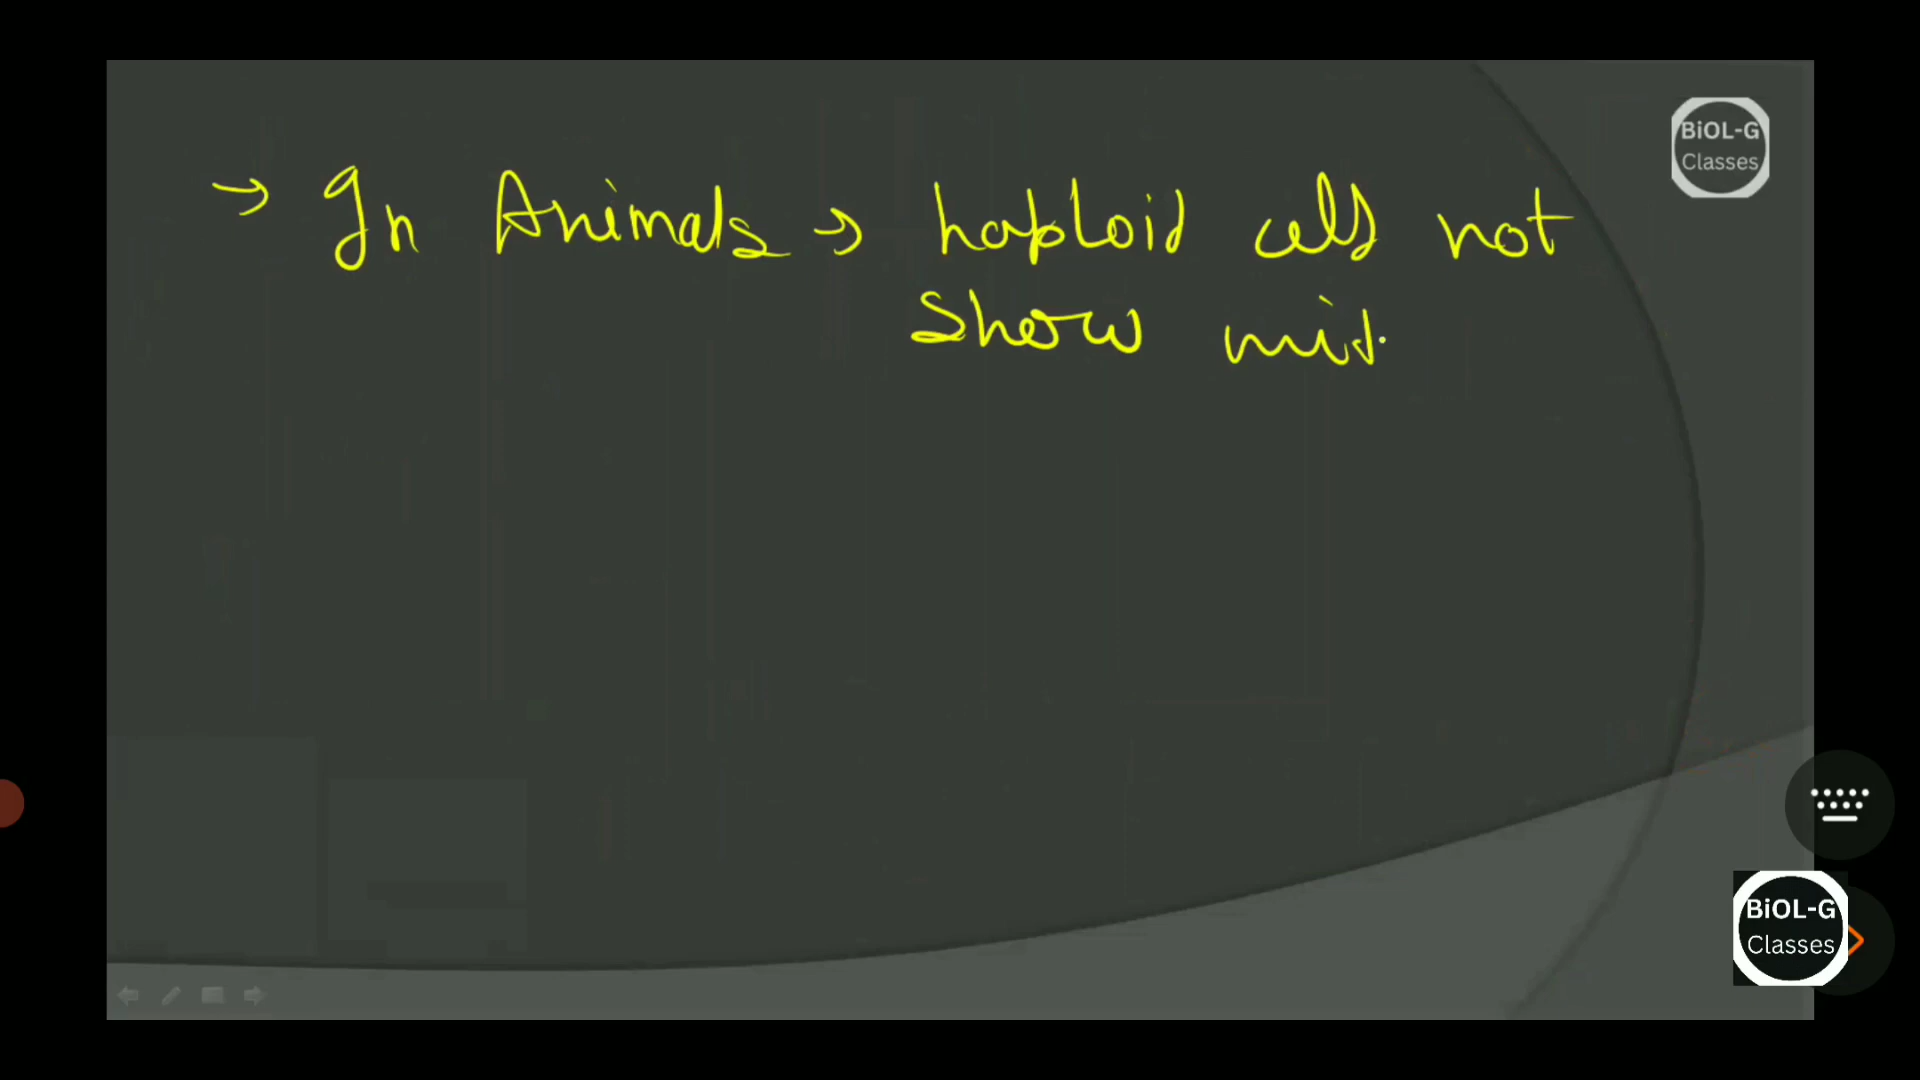 BiOL-G
Classes
→ In Animals → haploid cells not
show mit.
BiOL-G
Classes